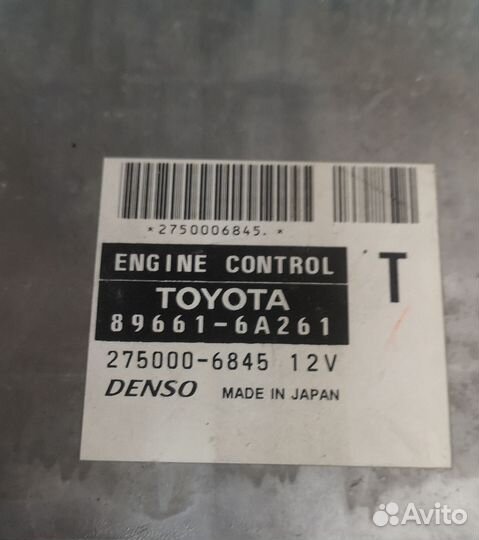 *2750006845.*
ENGINE CONTROL
T
TOYOTA
89661-6A261
275000-6845 12V
DENSO MADE IN JAPAN
Avito